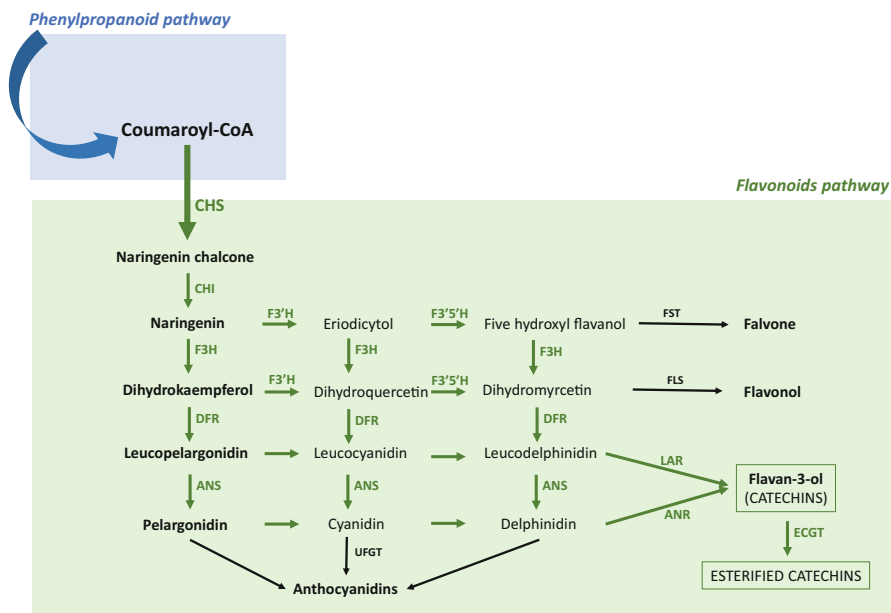 Phenylpropanoid pathway
Coumaroyl-CoA
Flavonoids pathway
CHS
Naringenin chalcone
CHI
F3'H F3'5'H FST
Naringenin Eriodicytol Five hydroxyl flavanol Falvone
F3H F3H F3H
F3'H F3'5'H FLS
Dihydrokaempferol Dihydroquercetin Dihydromyrcetin Flavonol
DFR DFR DFR
Leucopelargonidin Leucocyanidin Leucodelphinidin
LAR
Flavan-3-ol
(CATECHINS)
ANS ANS ANS
ANR
Pelargonidin Cyanidin Delphinidin
ECGT
UFGT
ESTERIFIED CATECHINS
Anthocyanidins